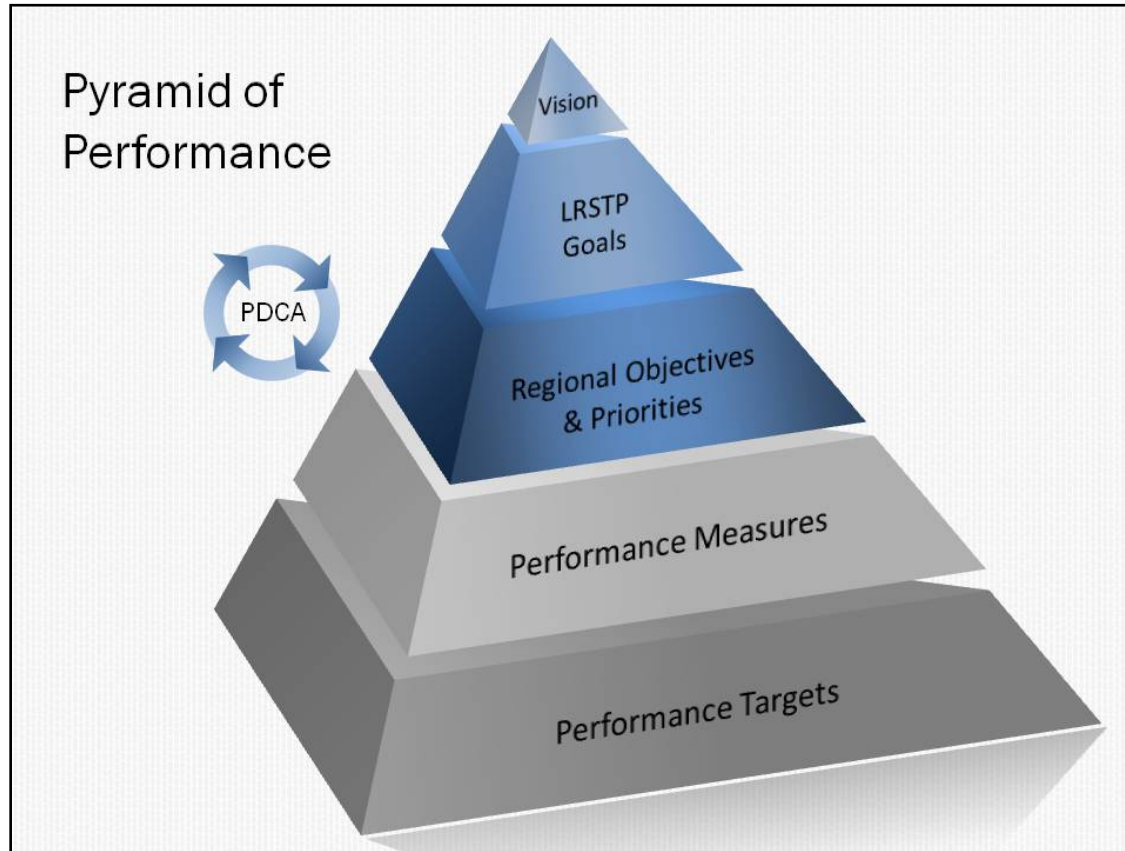 Pyramid of
Performance
Vision
LRSTP
Goals
PDCA
Regional Objectives
& Priorities
Performance Measures
Performance Targets